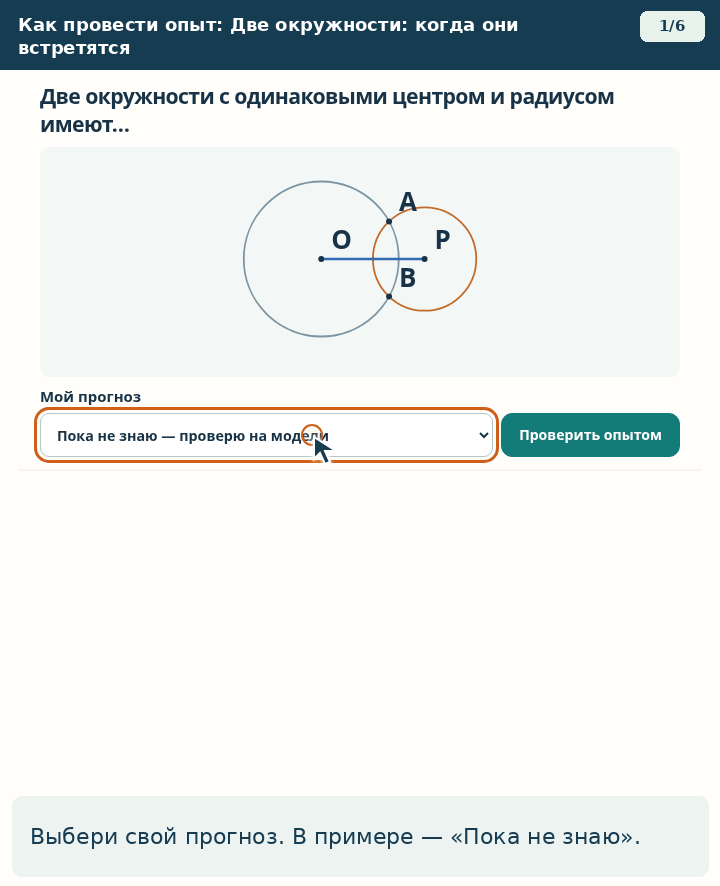 Как провести опыт: Две окружности: когда они
встретятся
1/6
Две окружности с одинаковыми центром и радиусом
имеют…
A
O
P
B
Мой прогноз
Пока не знаю — проверю на модели
Проверить опытом
Выбери свой прогноз. В примере — «Пока не знаю».